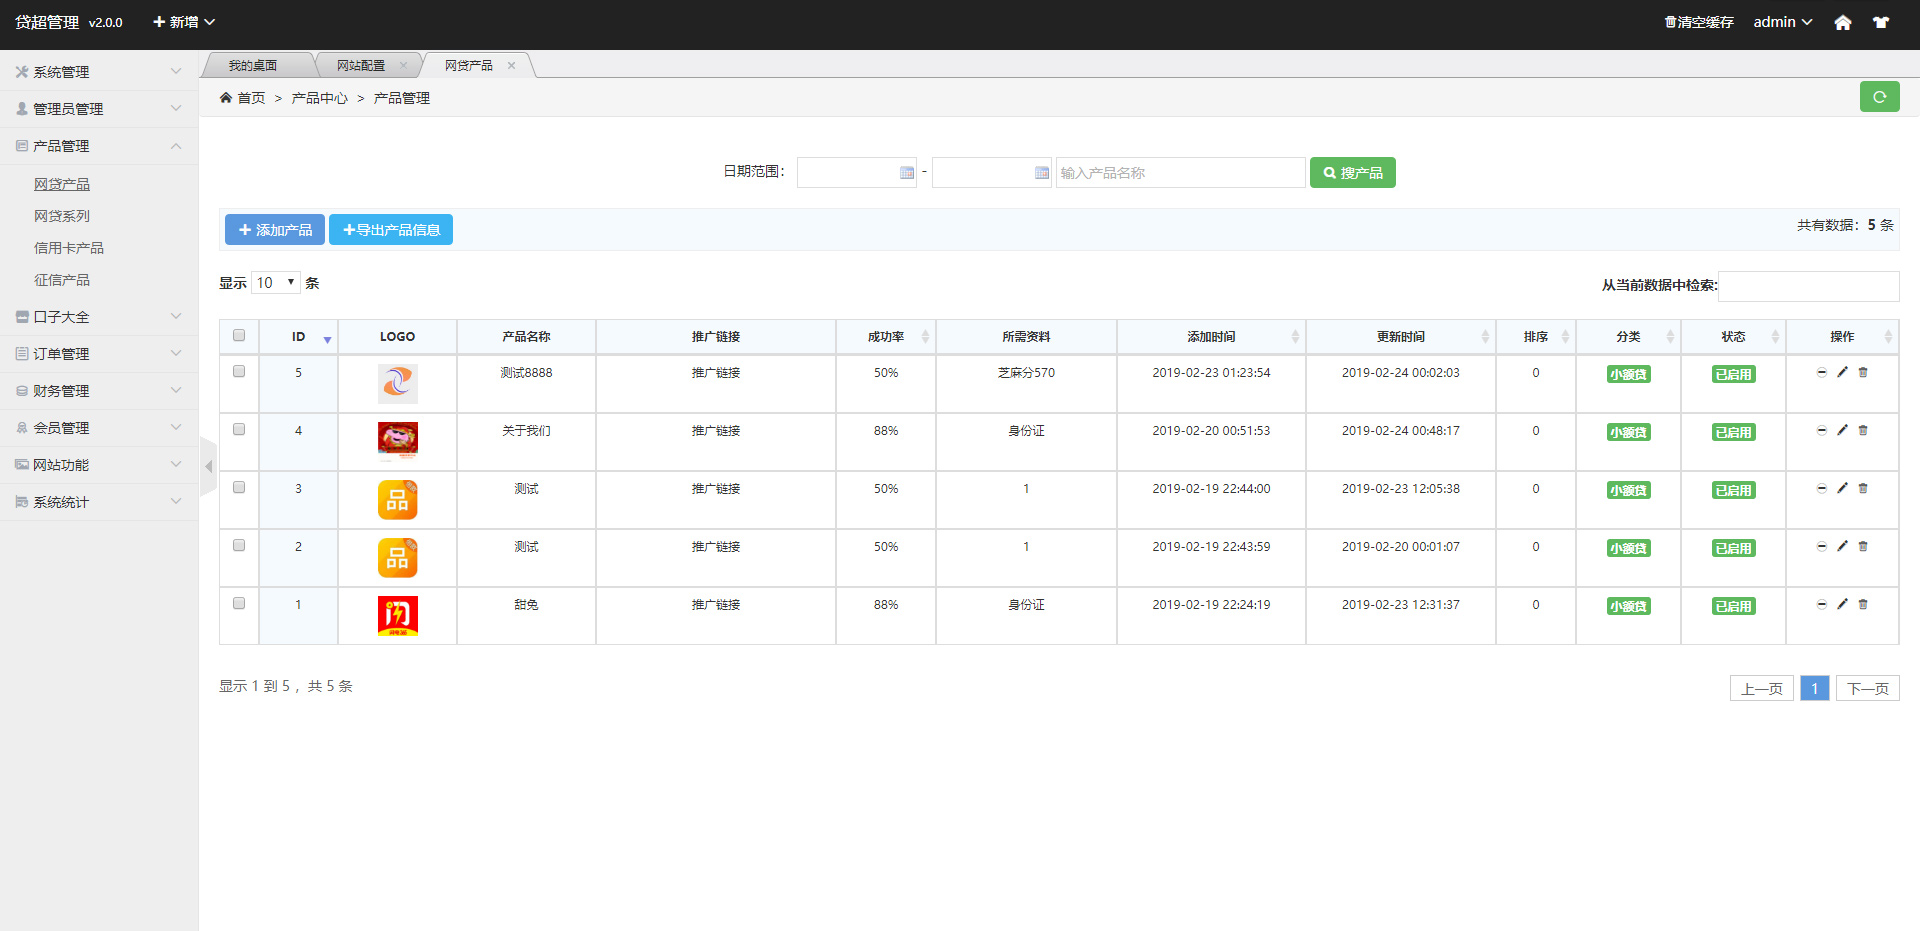 贷超管理 v2.0.0 新增 清空缓存 admin
我的桌面 网站配置 网贷产品
首页 > 产品中心 > 产品管理
系统管理
管理员管理
产品管理
网贷产品
网贷系列
信用卡产品
征信产品
口子大全
订单管理
财务管理
会员管理
网站功能
系统统计
日期范围： - 输入产品名称 搜产品
添加产品 导出产品信息 共有数据：5 条
显示 10 条 从当前数据中检索:
ID LOGO 产品名称 推广链接 成功率 所需资料 添加时间 更新时间 排序 分类 状态 操作
5 测试8888 推广链接 50% 芝麻分570 2019-02-23 01:23:54 2019-02-24 00:02:03 0 小额贷 已启用
4 关于我们 推广链接 88% 身份证 2019-02-20 00:51:53 2019-02-24 00:48:17 0 小额贷 已启用
3 品 测试 推广链接 50% 1 2019-02-19 22:44:00 2019-02-23 12:05:38 0 小额贷 已启用
2 品 测试 推广链接 50% 1 2019-02-19 22:43:59 2019-02-20 00:01:07 0 小额贷 已启用
1 闪 甜兔 推广链接 88% 身份证 2019-02-19 22:24:19 2019-02-23 12:31:37 0 小额贷 已启用
显示 1 到 5 ，共 5 条 上一页 1 下一页